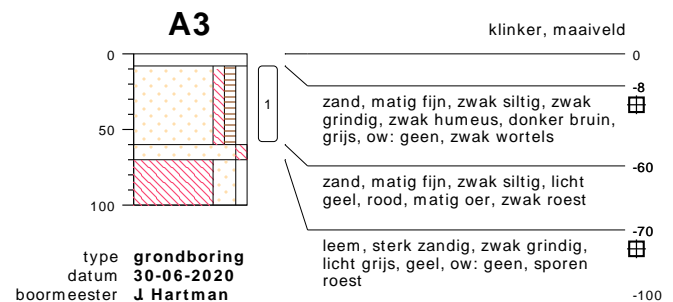 A3
klinker, maaiveld
0
0
-8
1
zand, matig fijn, zwak siltig, zwak
grindig, zwak humeus, donker bruin,
grijs, ow: geen, zwak wortels
50
-60
zand, matig fijn, zwak siltig, licht
geel, rood, matig oer, zwak roest
100
-70
leem, sterk zandig, zwak grindig,
licht grijs, geel, ow: geen, sporen
roest
-100
type grondboring
datum 30-06-2020
boormeester J Hartman